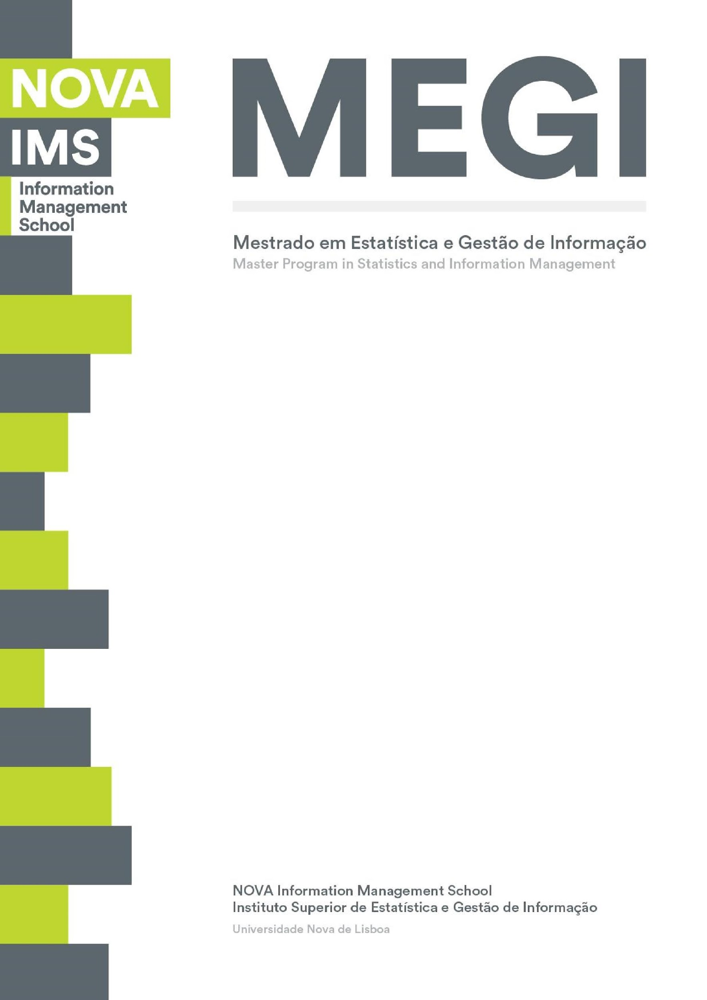 NOVA
IMS
Information
Management
School
MEGI
Mestrado em Estatística e Gestão de Informação
Master Program in Statistics and Information Management
NOVA Information Management School
Instituto Superior de Estatística e Gestão de Informação
Universidade Nova de Lisboa